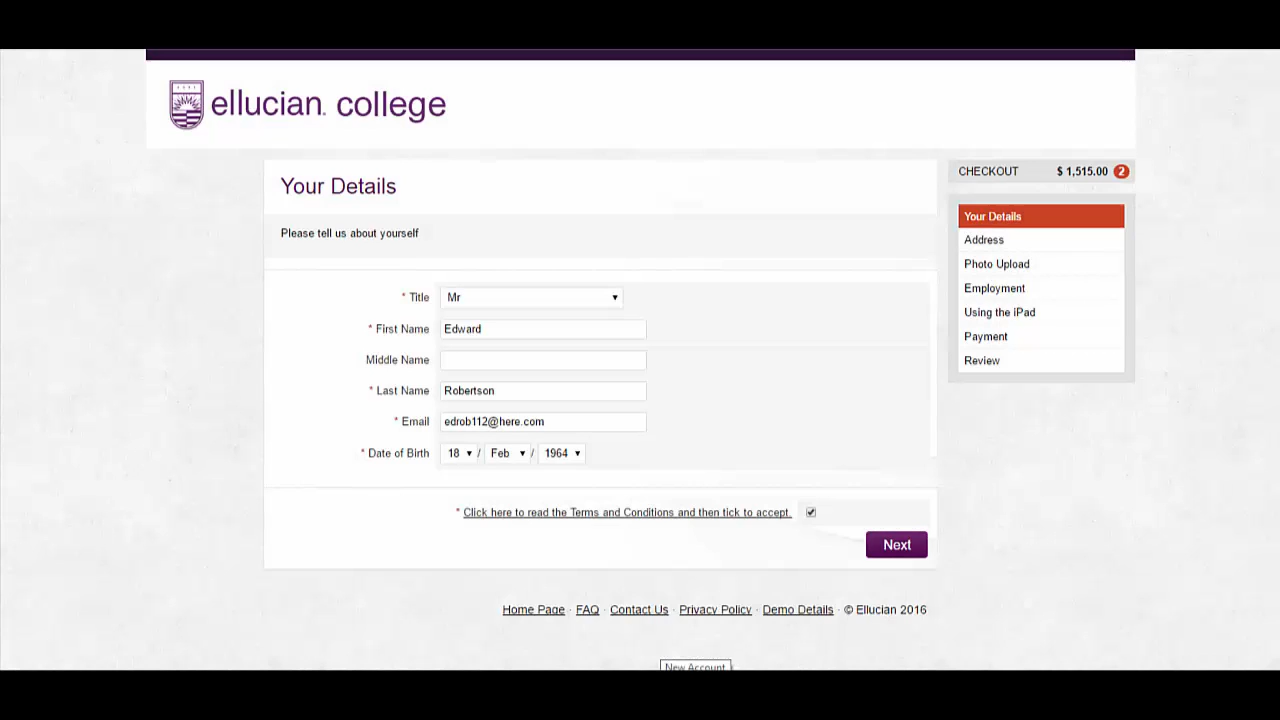 ellucian. college
Your Details
Please tell us about yourself
* Title Mr
* First Name Edward
Middle Name
* Last Name Robertson
* Email edrob112@here.com
* Date of Birth 18 / Feb / 1964
* Click here to read the Terms and Conditions and then tick to accept.
Next
CHECKOUT $ 1,515.00 2
Your Details
Address
Photo Upload
Employment
Using the iPad
Payment
Review
Home Page · FAQ · Contact Us · Privacy Policy · Demo Details · © Ellucian 2016
New Account